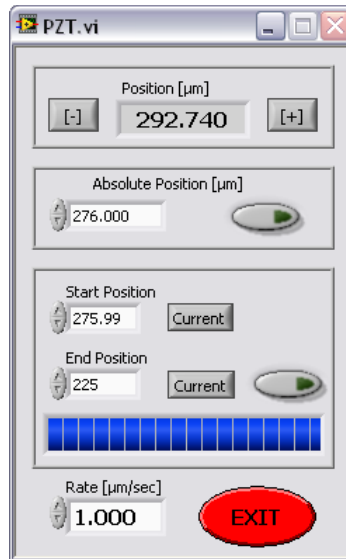 PZT.vi
Position [µm]
[-] 292.740 [+]
Absolute Position [µm]
276.000
Start Position
275.99 Current
End Position
225 Current
Rate [µm/sec]
1.000
EXIT